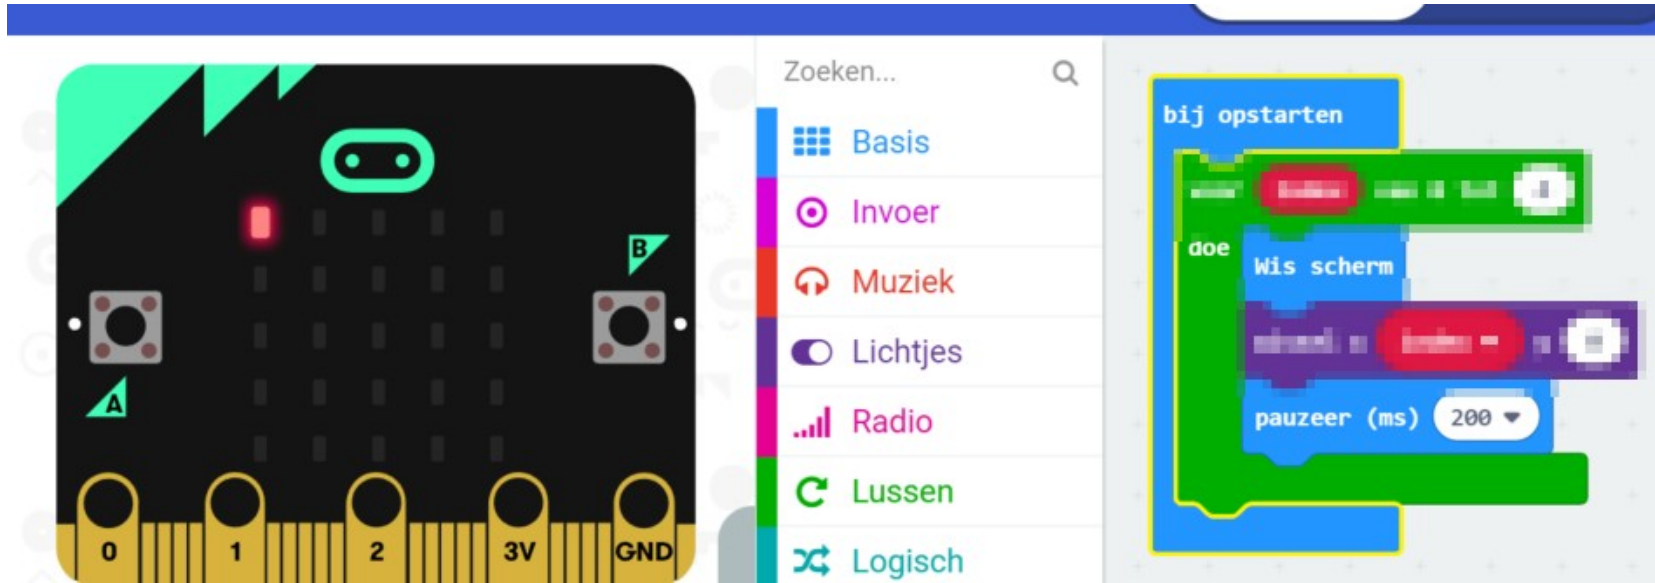 Zoeken...
Basis
Invoer
Muziek
Lichtjes
Radio
Lussen
Logisch
B
A
0 1 2 3V GND
bij opstarten
doe
Wis scherm
pauzeer (ms) 200